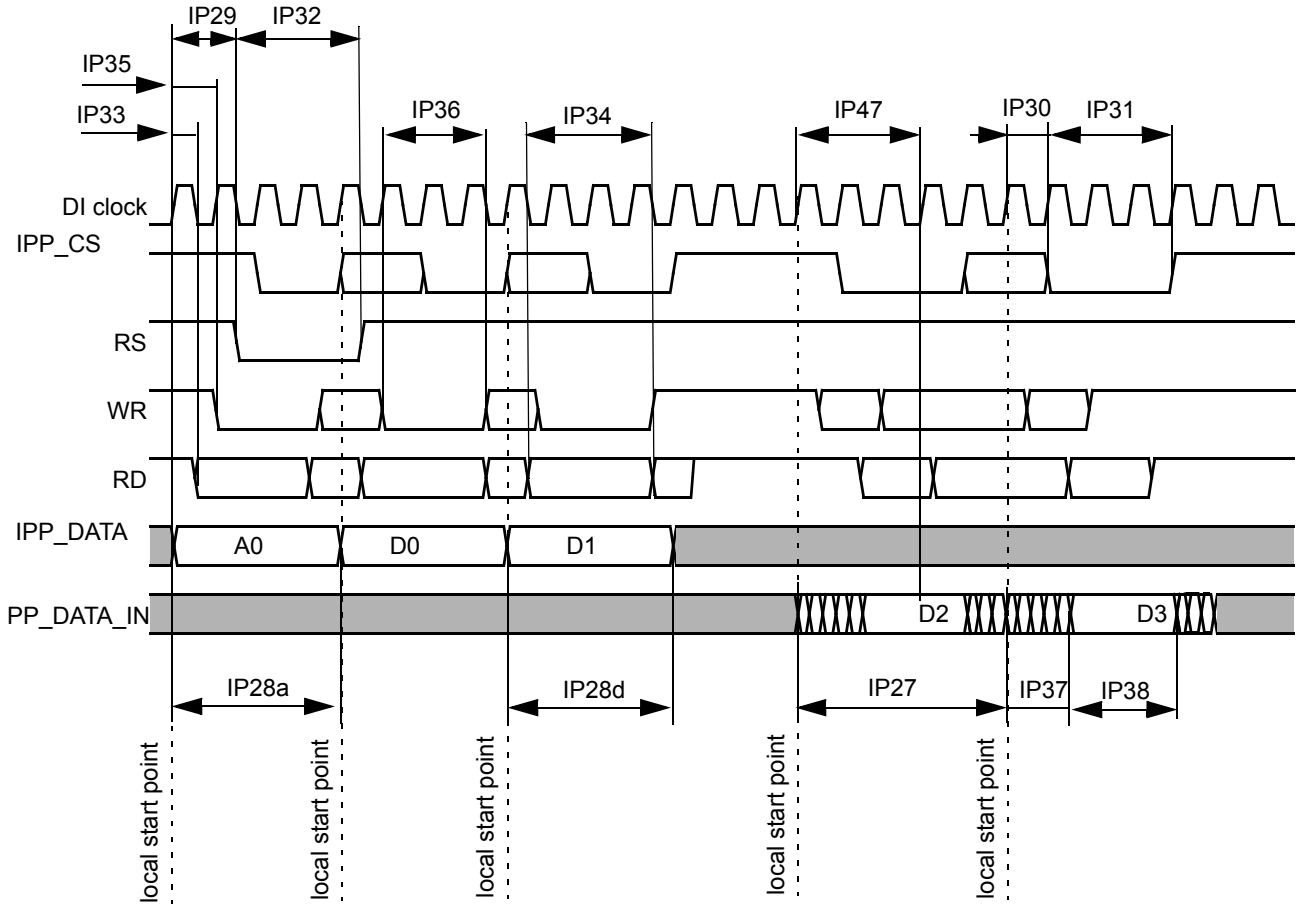 IP29
IP32
IP35
IP33
IP36
IP34
IP47
IP30
IP31
DI clock
IPP_CS
RS
WR
RD
IPP_DATA
A0
D0
D1
PP_DATA_IN
D2
D3
IP28a
IP28d
IP27
IP37
IP38
local start point
local start point
local start point
local start point
local start point